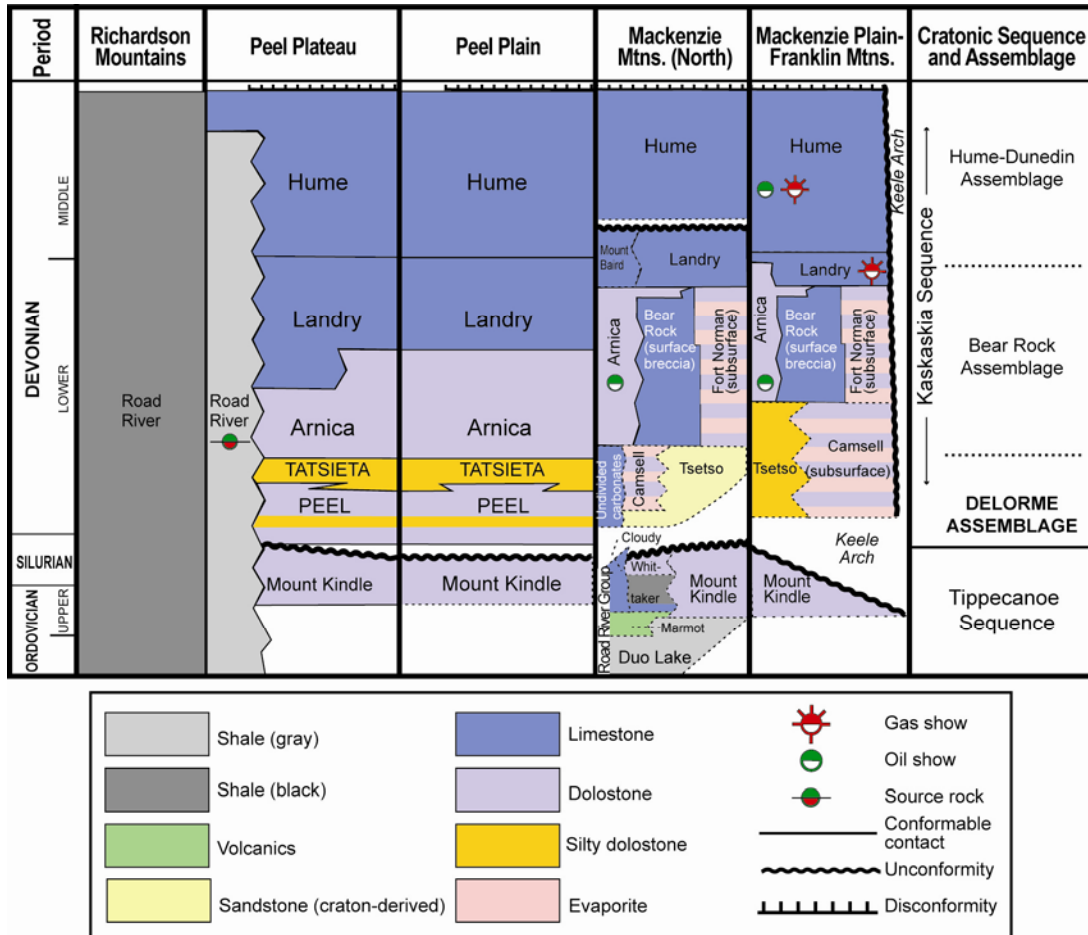 Period
Richardson
Mountains
Peel Plateau
Peel Plain
Mackenzie
Mtns. (North)
Mackenzie Plain-
Franklin Mtns.
Cratonic Sequence
and Assemblage
DEVONIAN
MIDDLE
LOWER
SILURIAN
ORDOVICIAN
UPPER
Road
River
Road
River
Hume
Landry
Arnica
TATSIETA
PEEL
Mount Kindle
Hume
Landry
Arnica
TATSIETA
PEEL
Mount Kindle
Hume
Mount
Baird
Landry
Arnica
Bear
Rock
(surface
breccia)
Fort Norman
(subsurface)
Undivided
carbonates
Camsell
Tsetso
Cloudy
Whit-
taker
Mount
Kindle
Road River Group
Marmot
Duo Lake
Hume
Landry
Arnica
Bear
Rock
(surface
breccia)
Fort Norman
(subsurface)
Tsetso
Camsell
(subsurface)
Keele Arch
Keele
Arch
Mount
Kindle
Kaskaskia Sequence
Hume-Dunedin
Assemblage
Bear Rock
Assemblage
DELORME
ASSEMBLAGE
Tippecanoe
Sequence
Shale (gray)
Shale (black)
Volcanics
Sandstone (craton-derived)
Limestone
Dolostone
Silty dolostone
Evaporite
Gas show
Oil show
Source rock
Conformable
contact
Unconformity
Disconformity